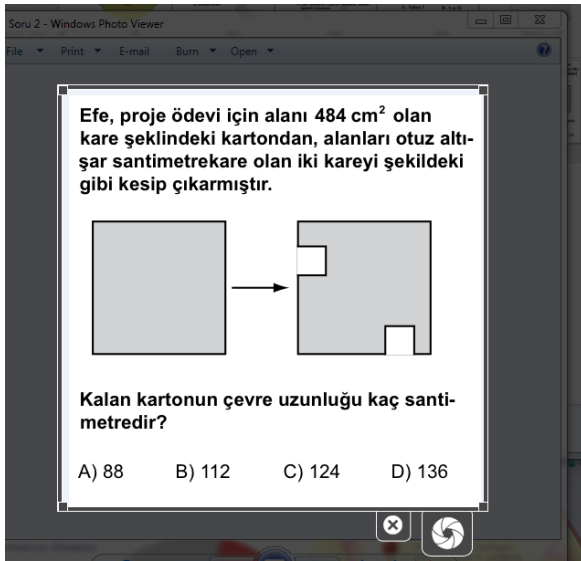 Soru 2 - Windows Photo Viewer
File Print E-mail Burn Open
Efe, proje ödevi için alanı 484 cm² olan
kare şeklindeki kartondan, alanları otuz altı-
şar santimetrekare olan iki kareyi şekildeki
gibi kesip çıkarmıştır.
Kalan kartonun çevre uzunluğu kaç santi-
metredir?
A) 88 B) 112 C) 124 D) 136